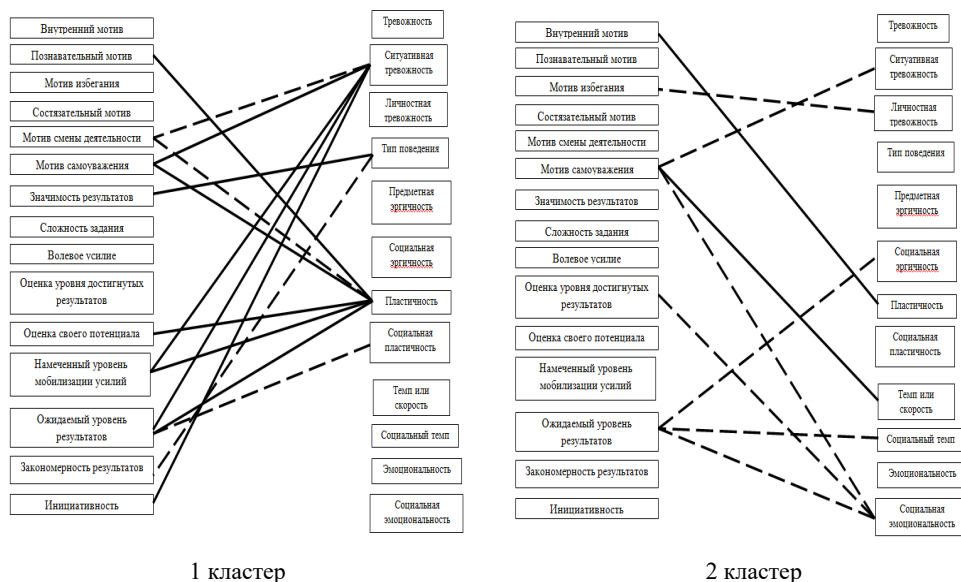 Внутренний мотив
Познавательный мотив
Мотив избегания
Состязательный мотив
Мотив смены деятельности
Мотив самоуважения
Значимость результатов
Сложность задания
Волевое усилие
Оценка уровня достигнутых
результатов
Оценка своего потенциала
Намеченный уровень
мобилизации усилий
Ожидаемый уровень
результатов
Закономерность результатов
Инициативность
Тревожность
Ситуативная
тревожность
Личностная
тревожность
Тип поведения
Предметная
эргичность
Социальная
эргичность
Пластичность
Социальная
пластичность
Темп или
скорость
Социальный темп
Эмоциональность
Социальная
эмоциональность
1 кластер
Внутренний мотив
Познавательный мотив
Мотив избегания
Состязательный мотив
Мотив смены деятельности
Мотив самоуважения
Значимость результатов
Сложность задания
Волевое усилие
Оценка уровня достигнутых
результатов
Оценка своего потенциала
Намеченный уровень
мобилизации усилий
Ожидаемый уровень
результатов
Закономерность результатов
Инициативность
Тревожность
Ситуативная
тревожность
Личностная
тревожность
Тип поведения
Предметная
эргичность
Социальная
эргичность
Пластичность
Социальная
пластичность
Темп или
скорость
Социальный темп
Эмоциональность
Социальная
эмоциональность
2 кластер